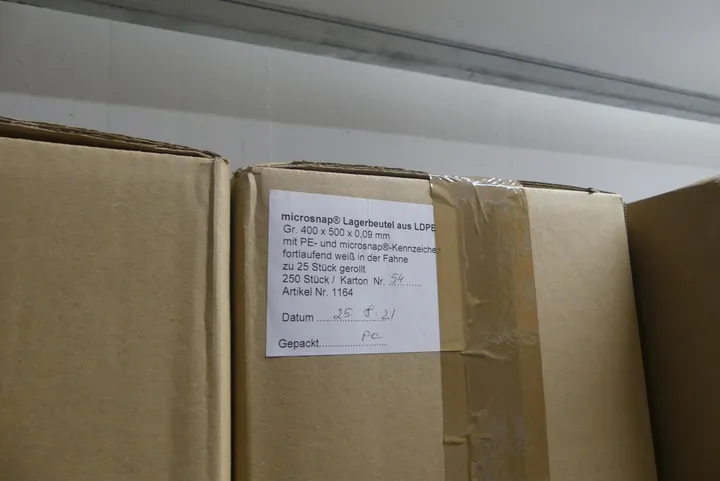 microsnap® Lagerbeutel aus LDPE
Gr. 400 x 500 x 0,09 mm
mit PE- und microsnap®-Kennzeichen
fortlaufend weiß in der Fahne
zu 25 Stück gerollt
250 Stück / Karton Nr. 54
Artikel Nr. 1164
Datum 25. 8. 21
Gepackt pc